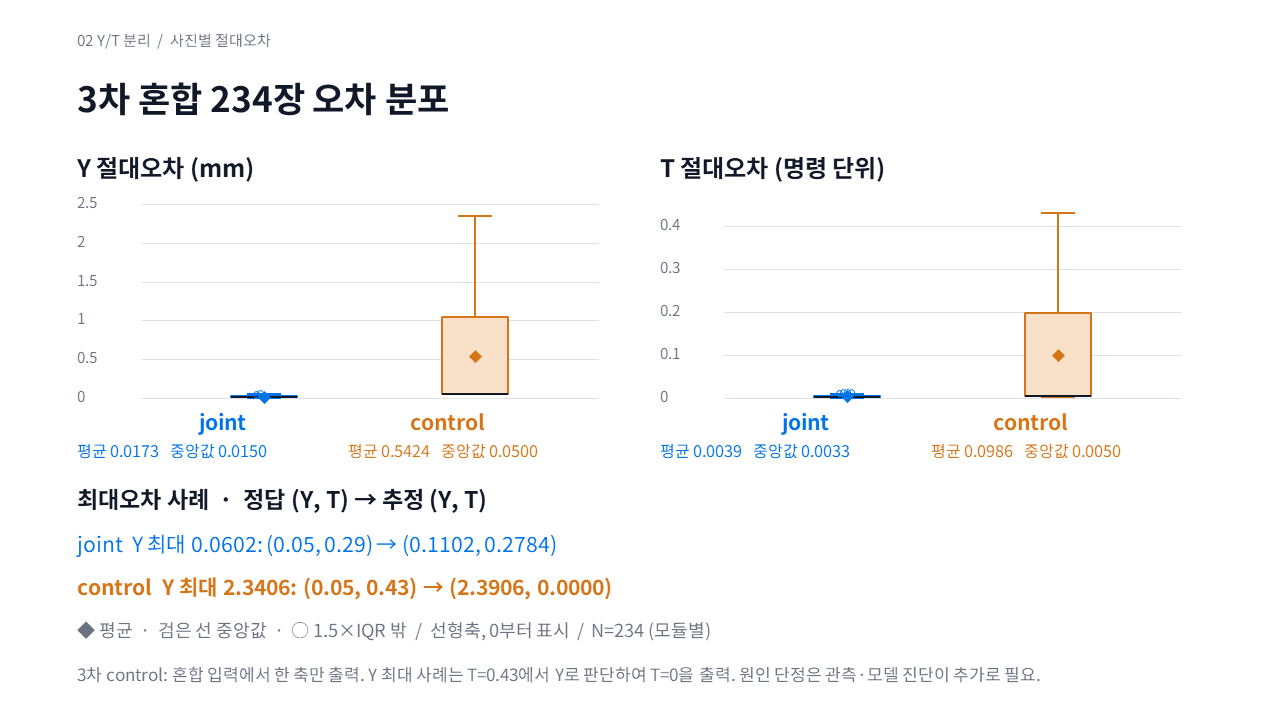 02 Y/T 분리 / 사진별 절대오차
3차 혼합 234장 오차 분포
Y 절대오차 (mm)
2.5
2
1.5
1
0.5
0
joint
control
평균 0.0173 중앙값 0.0150
평균 0.5424 중앙값 0.0500
T 절대오차 (명령 단위)
0.4
0.3
0.2
0.1
0
joint
control
평균 0.0039 중앙값 0.0033
평균 0.0986 중앙값 0.0050
최대오차 사례 · 정답 (Y, T) → 추정 (Y, T)
joint Y 최대 0.0602: (0.05, 0.29) → (0.1102, 0.2784)
control Y 최대 2.3406: (0.05, 0.43) → (2.3906, 0.0000)
◆ 평균 · 검은 선 중앙값 · ○ 1.5×IQR 밖 / 선형축, 0부터 표시 / N=234 (모듈별)
3차 control: 혼합 입력에서 한 축만 출력. Y 최대 사례는 T=0.43에서 Y로 판단하여 T=0을 출력. 원인 단정은 관측·모델 진단이 추가로 필요.